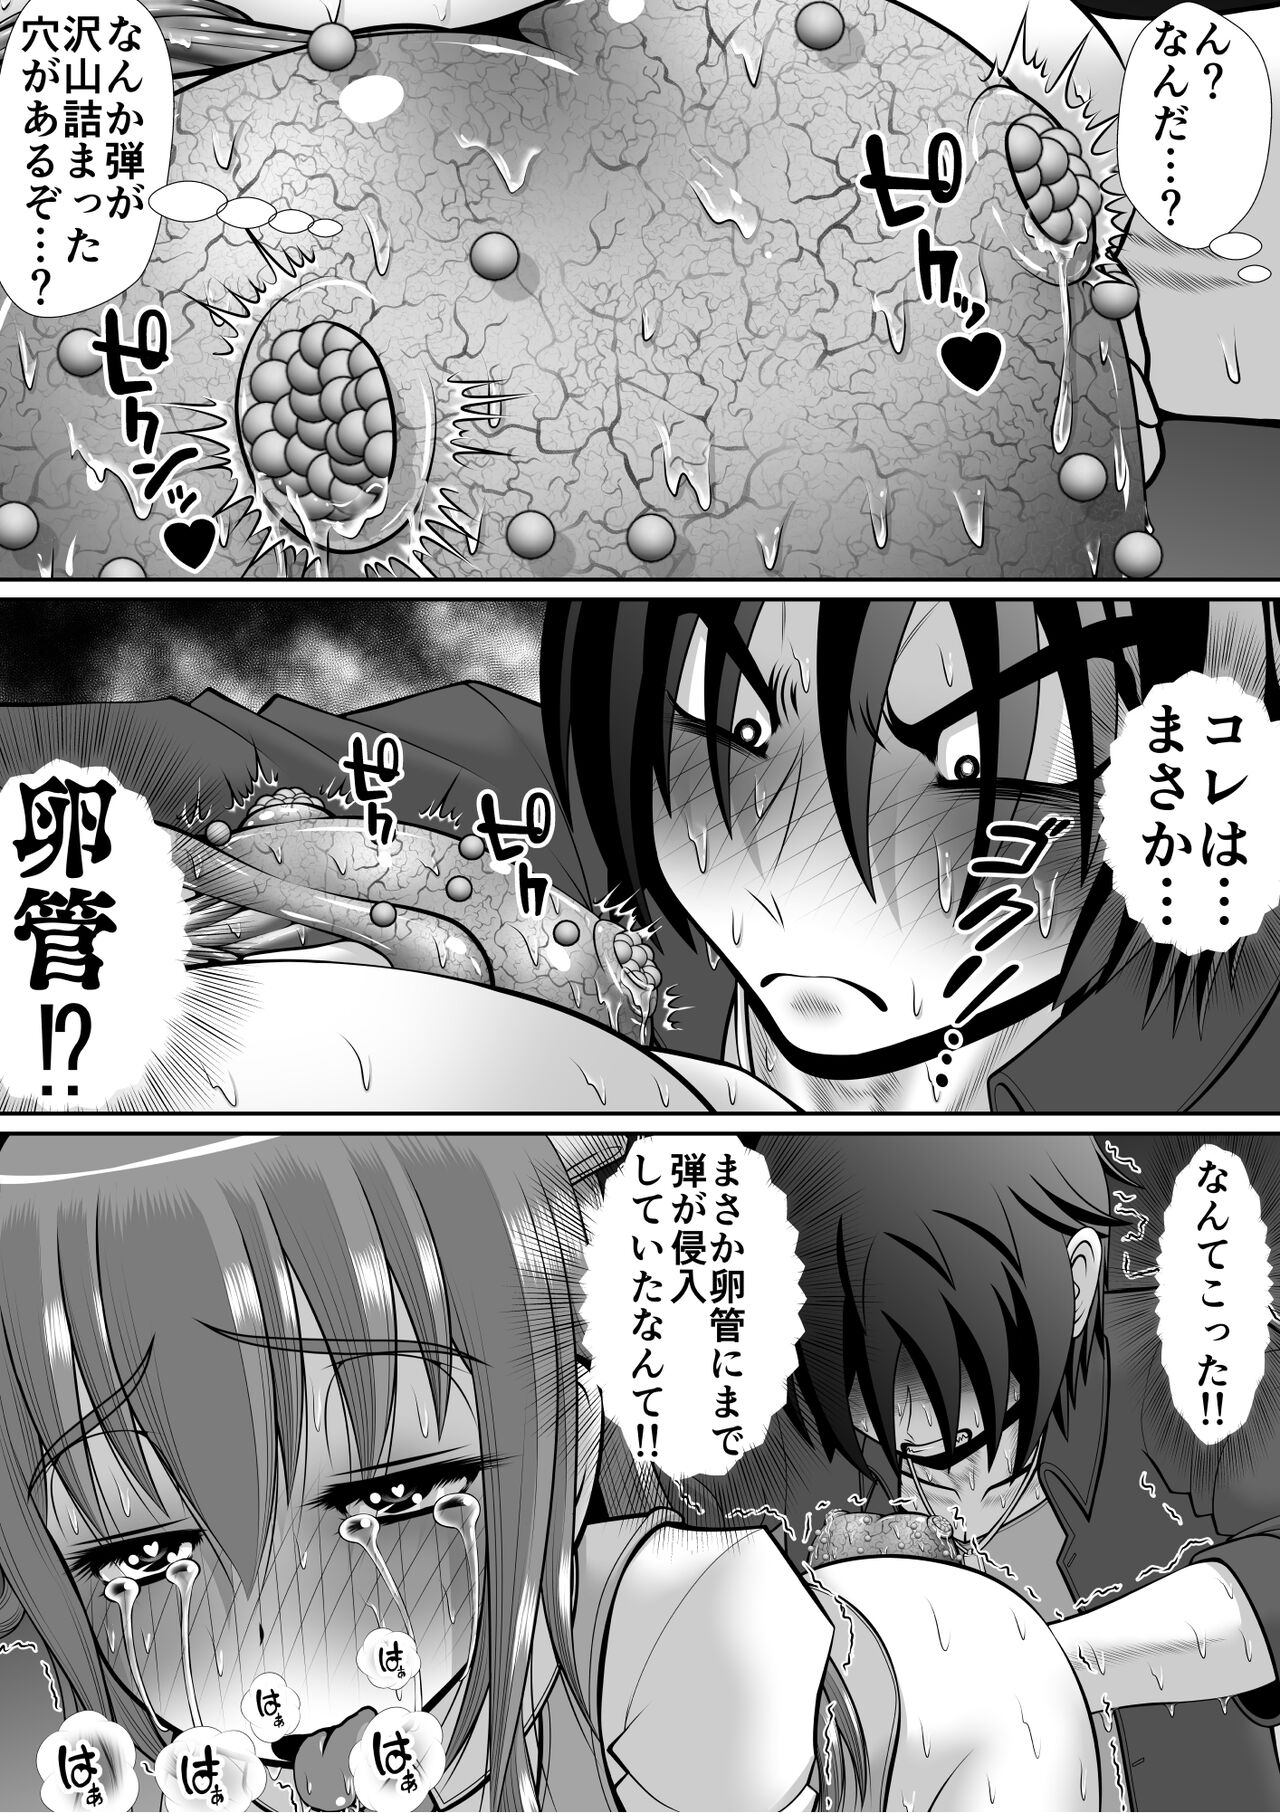 ん？
なんだ…？
ピクッ♥
なんか弾が
沢山詰まった
穴があるぞ…？
ピクンッ♥
コレは…
まさか…
ゴクリ…
ピク
ピク
卵管!?
なんてこった!!
まさか卵管にまで
弾が侵入
していたなんて!!
はぁ
はぁ
はぁ
はぁ
はぁ